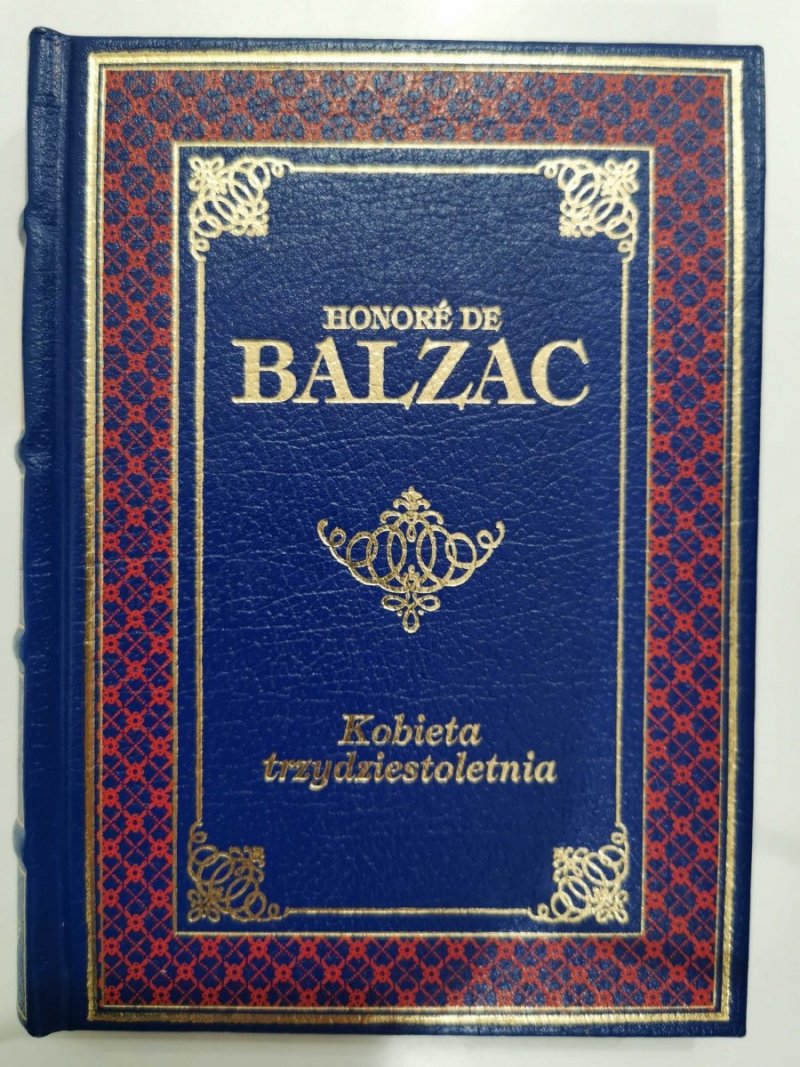 HONORÉ DE
BALZAC
Kobieta
trzydziestoletnia